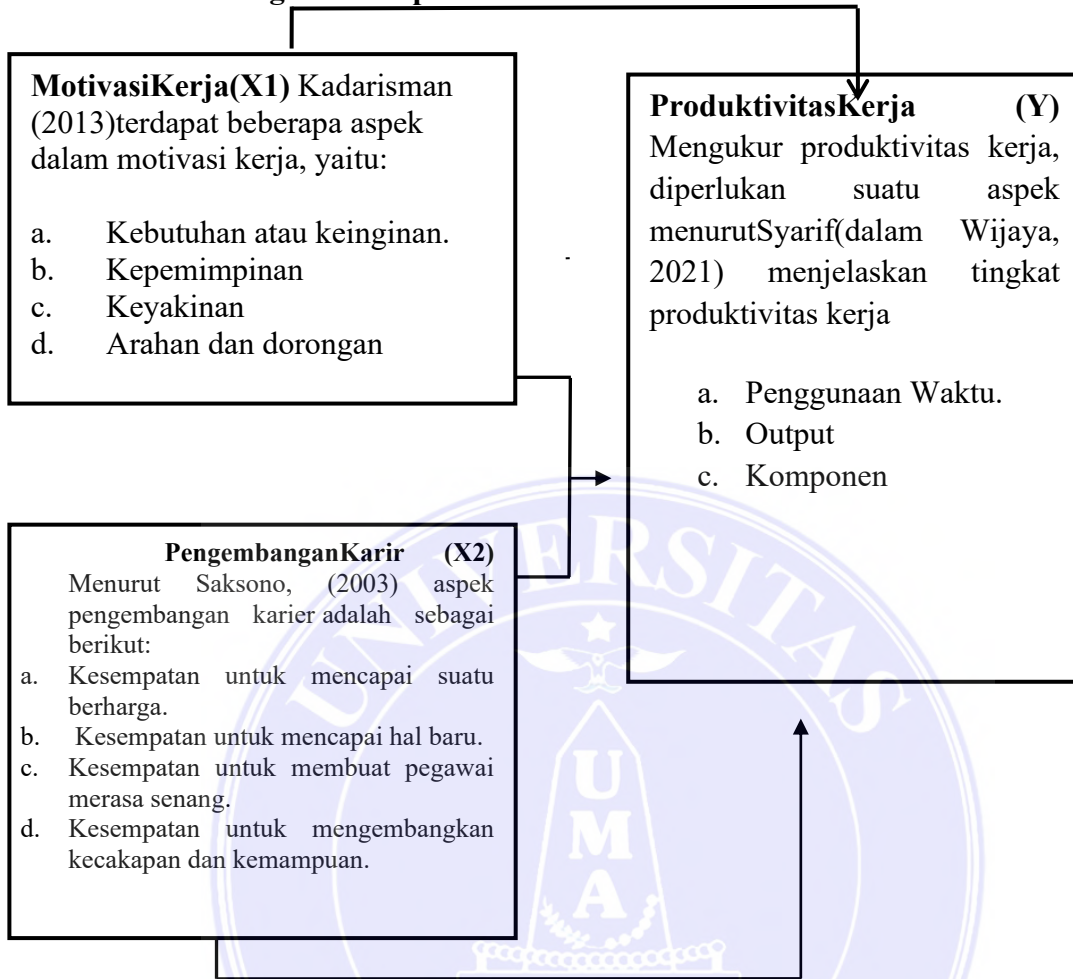 MotivasiKerja(X1) Kadarisman
(2013)terdapat beberapa aspek
dalam motivasi kerja, yaitu:
a. Kebutuhan atau keinginan.
b. Kepemimpinan
c. Keyakinan
d. Arahan dan dorongan
ProduktivitasKerja (Y)
Mengukur produktivitas kerja,
diperlukan suatu aspek
menurutSyarif(dalam Wijaya,
2021) menjelaskan tingkat
produktivitas kerja
a. Penggunaan Waktu.
b. Output
c. Komponen
PengembanganKarir (X2)
Menurut Saksono, (2003) aspek
pengembangan karier adalah sebagai
berikut:
a. Kesempatan untuk mencapai suatu
berharga.
b. Kesempatan untuk mencapai hal baru.
c. Kesempatan untuk membuat pegawai
merasa senang.
d. Kesempatan untuk mengembangkan
kecakapan dan kemampuan.
UNIVERSITAS
U
M
A